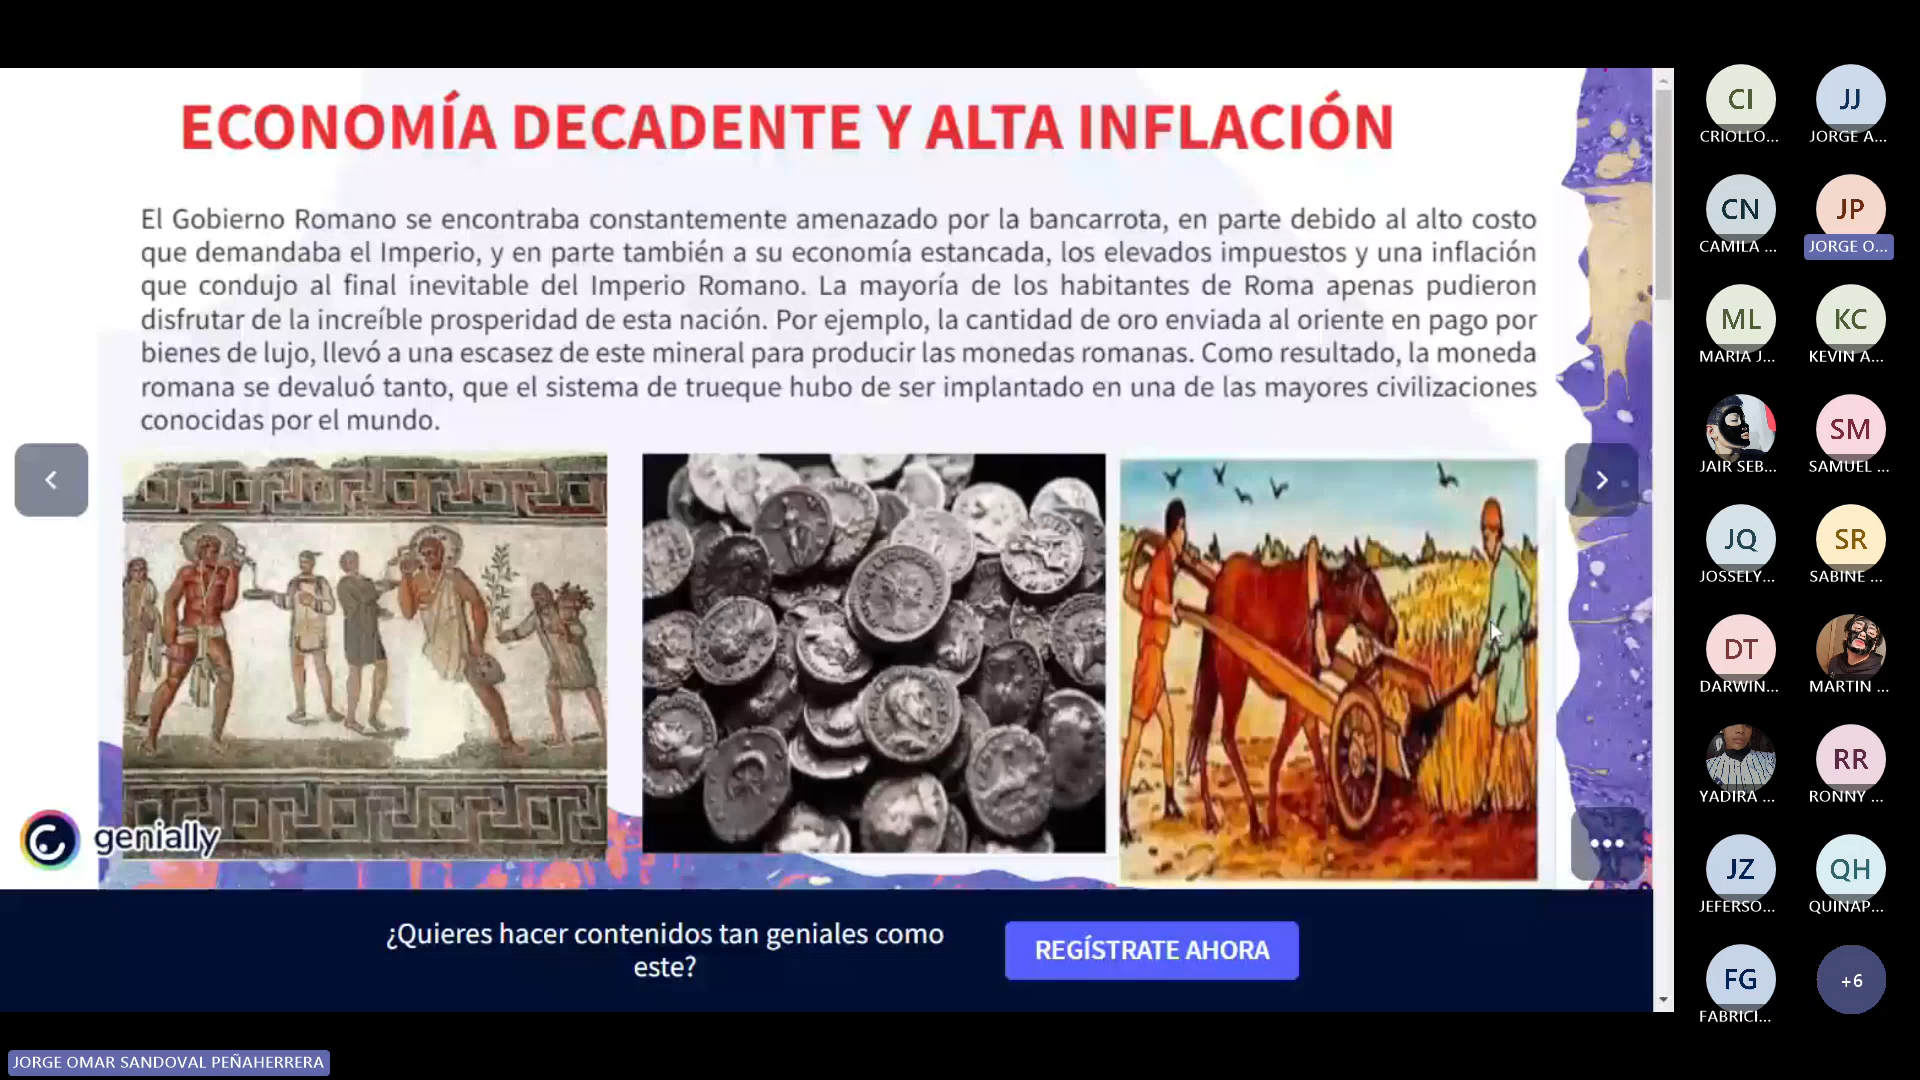 ECONOMÍA DECADENTE Y ALTA INFLACIÓN
El Gobierno Romano se encontraba constantemente amenazado por la bancarrota, en parte debido al alto costo
que demandaba el Imperio, y en parte también a su economía estancada, los elevados impuestos y una inflación
que condujo al final inevitable del Imperio Romano. La mayoría de los habitantes de Roma apenas pudieron
disfrutar de la increíble prosperidad de esta nación. Por ejemplo, la cantidad de oro enviada al oriente en pago por
bienes de lujo, llevó a una escasez de este mineral para producir las monedas romanas. Como resultado, la moneda
romana se devaluó tanto, que el sistema de trueque hubo de ser implantado en una de las mayores civilizaciones
conocidas por el mundo.
genially
¿Quieres hacer contenidos tan geniales como
este?
REGÍSTRATE AHORA
JORGE OMAR SANDOVAL PEÑAHERRERA
CI
CRIOLLO...
JJ
JORGE A...
CN
CAMILA ...
JP
JORGE O...
ML
MARIA J...
KC
KEVIN A...
JAIR SEB...
SM
SAMUEL ...
JQ
JOSSELY...
SR
SABINE ...
DT
DARWIN...
MARTIN ...
YADIRA ...
RR
RONNY ...
JZ
JEFERSO...
QH
QUINAP...
FG
FABRICI...
+6